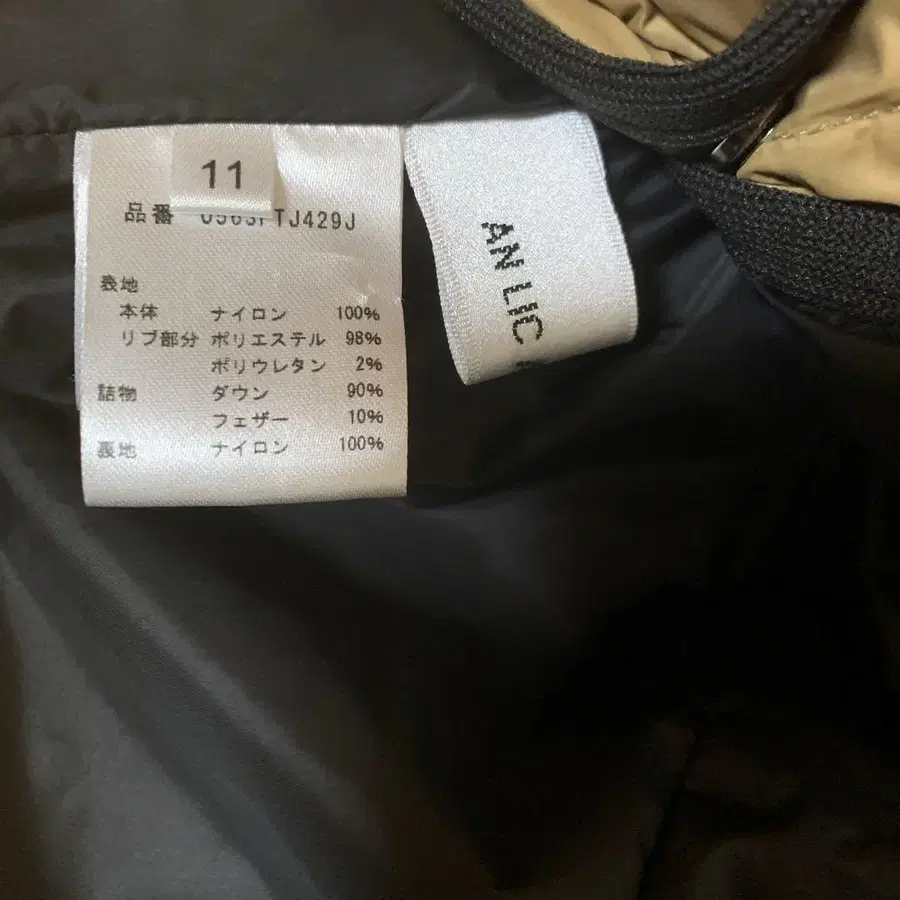 11
品番 TJ429J
表地
本体 ナイロン 100%
リブ部分 ポリエステル 98%
ポリウレタン 2%
詰物 ダウン 90%
フェザー 10%
裏地 ナイロン 100%
AN LIC